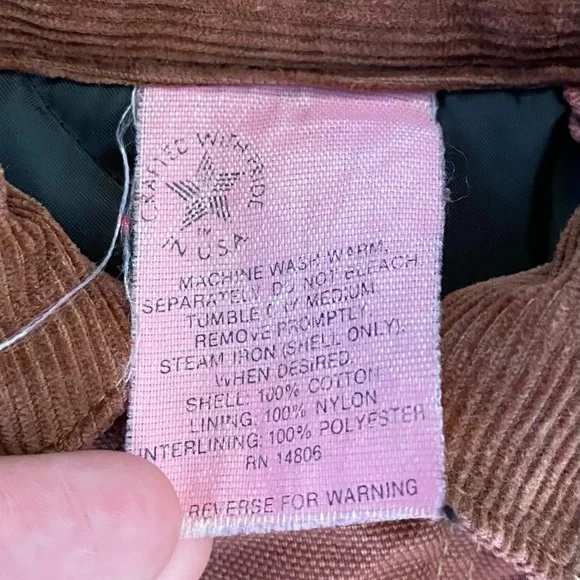 CRAFTED WITH PRIDE
IN U.S.A.
IN
MACHINE WASH WARM.
SEPARATELY. DO NOT BLEACH.
TUMBLE DRY MEDIUM.
REMOVE PROMPTLY.
STEAM IRON (SHELL ONLY).
WHEN DESIRED.
SHELL: 100% COTTON
LINING: 100% NYLON
INTERLINING: 100% POLYESTER
RN 14806
REVERSE FOR WARNING